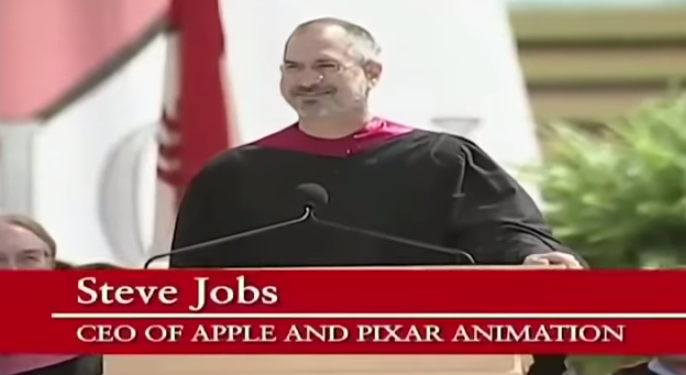 Steve Jobs
CEO OF APPLE AND PIXAR ANIMATION